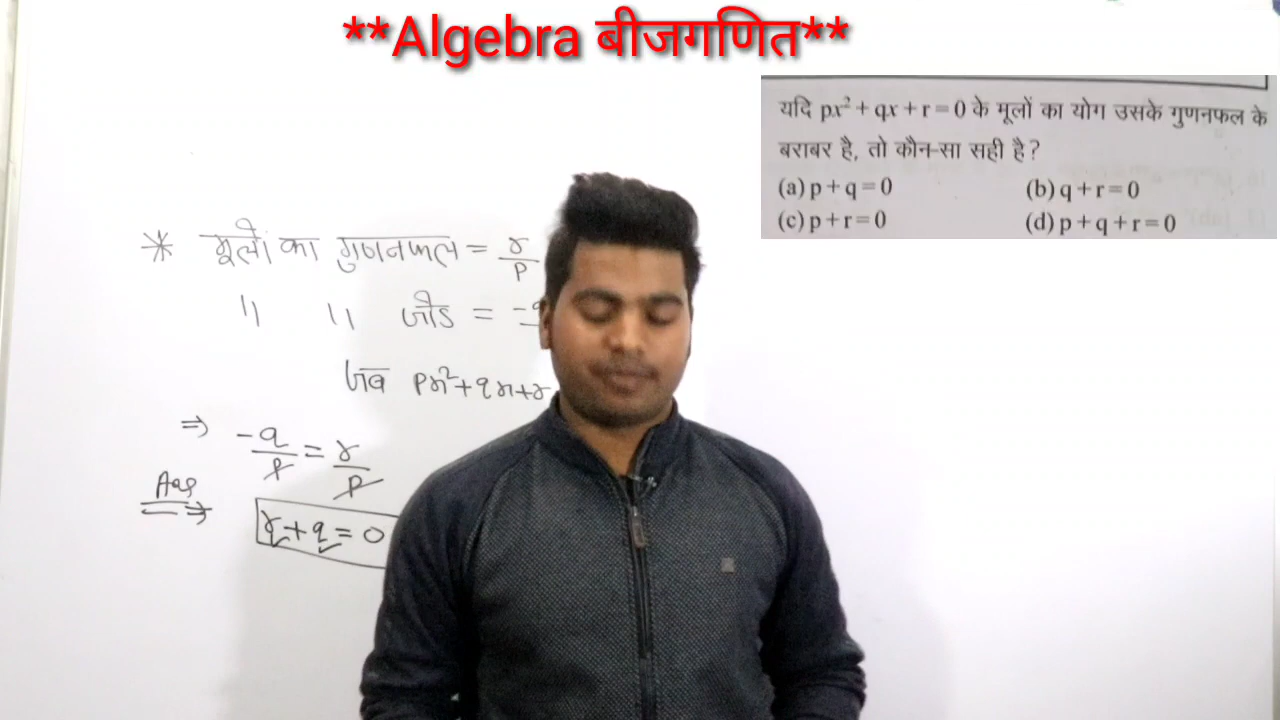 **Algebra बीजगणित**
यदि px² + qx + r = 0 के मूलों का योग उसके गुणनफल के
बराबर है, तो कौन-सा सही है?
(a) p + q = 0 (b) q + r = 0
(c) p + r = 0 (d) p + q + r = 0
* मूलों का गुणनफल = r/p
〃 〃 जोड = -
जब px² + qx + r
⇒ -q/p = r/p
Ans ⇒ r + q = 0